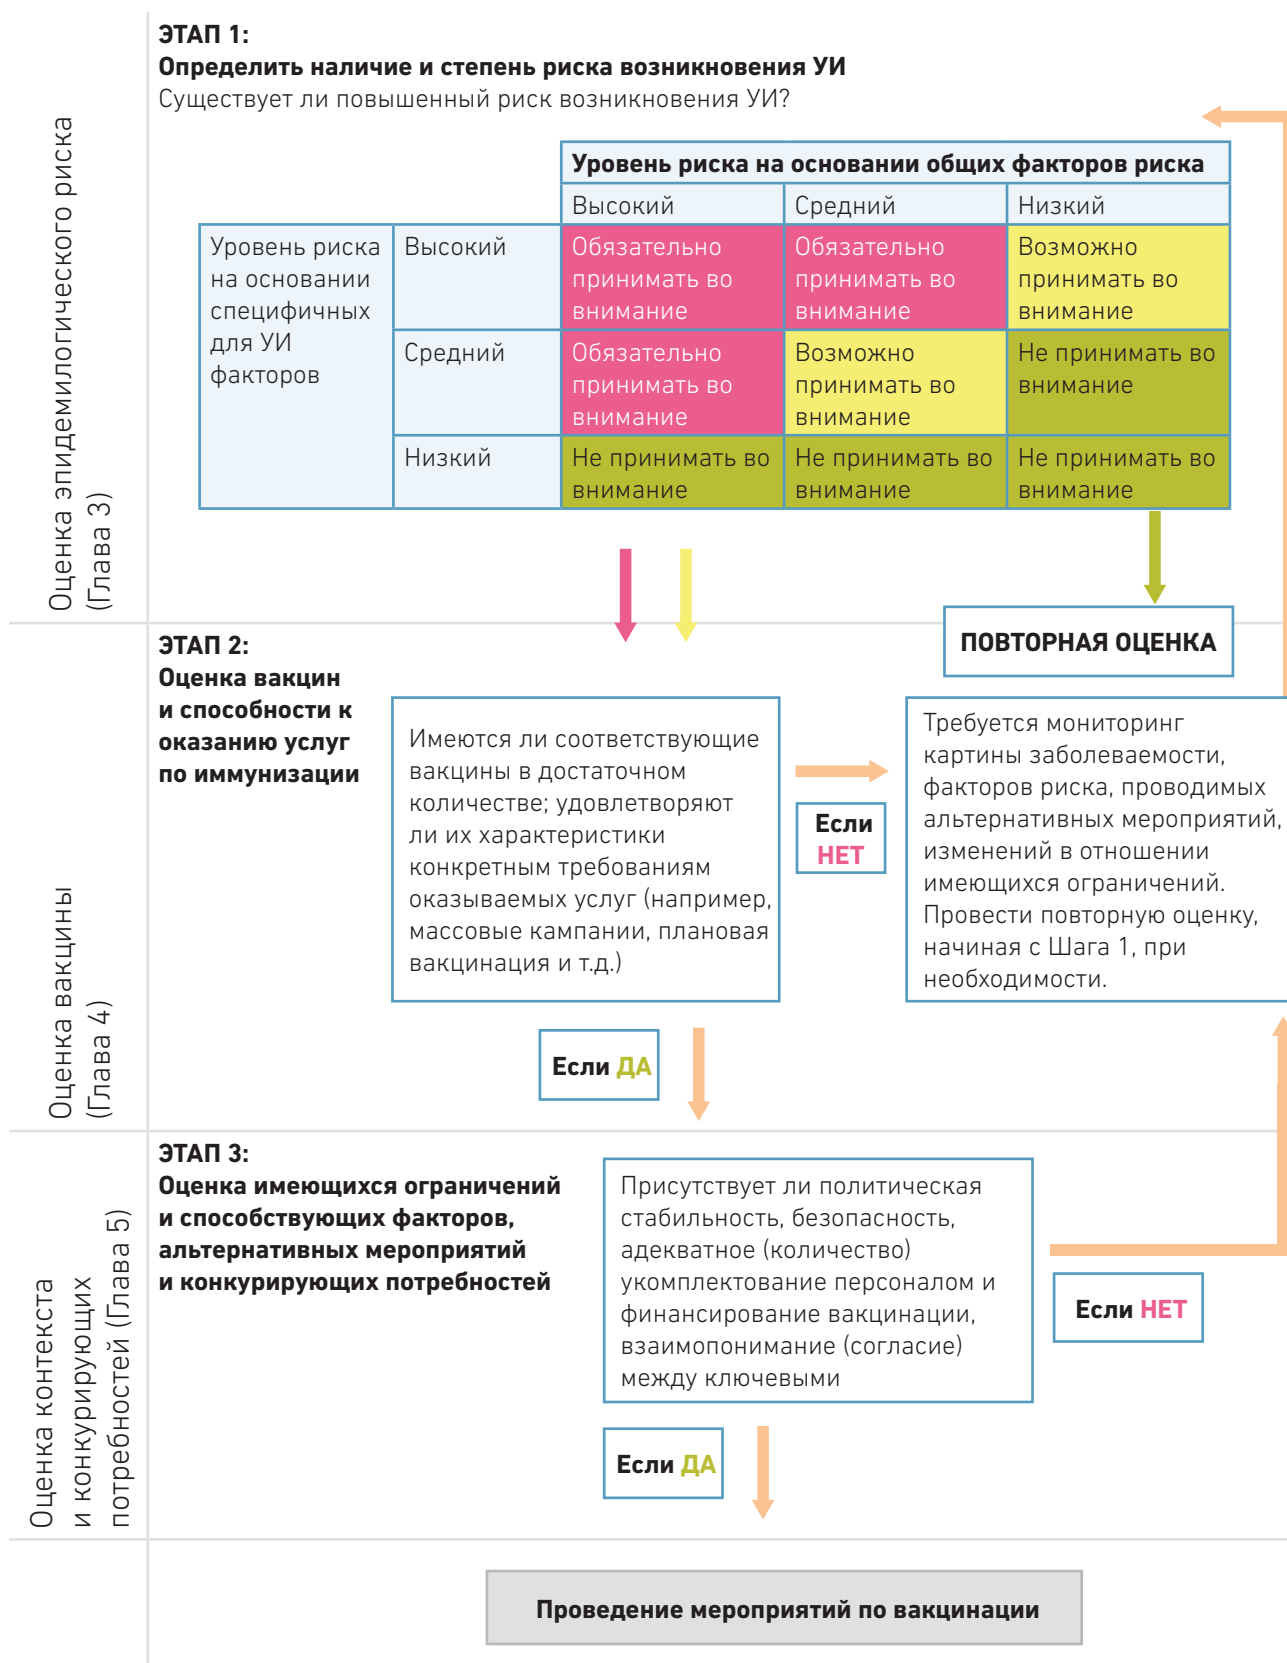 ЭТАП 1:
Определить наличие и степень риска возникновения УИ
Существует ли повышенный риск возникновения УИ?
Оценка эпидемилогического риска
(Глава 3)
Уровень риска на основании общих факторов риска
Высокий
Средний
Низкий
Уровень риска
на основании
специфичных
для УИ
факторов
Высокий
Обязательно
принимать во
внимание
Обязательно
принимать во
внимание
Возможно
принимать во
внимание
Средний
Обязательно
принимать во
внимание
Возможно
принимать во
внимание
Не принимать во
внимание
Низкий
Не принимать во
внимание
Не принимать во
внимание
Не принимать во
внимание
ПОВТОРНАЯ ОЦЕНКА
Оценка вакцины
(Глава 4)
ЭТАП 2:
Оценка вакцин
и способности к
оказанию услуг
по иммунизации
Имеются ли соответствующие
вакцины в достаточном
количестве; удовлетворяют
ли их характеристики
конкретным требованиям
оказываемых услуг (например,
массовые кампании, плановая
вакцинация и т.д.)
Если
НЕТ
Требуется мониторинг
картины заболеваемости,
факторов риска, проводимых
альтернативных мероприятий,
изменений в отношении
имеющихся ограничений.
Провести повторную оценку,
начиная с Шага 1, при
необходимости.
Если ДА
Оценка контекста
и конкурирующих
потребностей (Глава 5)
ЭТАП 3:
Оценка имеющихся ограничений
и способствующих факторов,
альтернативных мероприятий
и конкурирующих потребностей
Присутствует ли политическая
стабильность, безопасность,
адекватное (количество)
укомплектование персоналом и
финансирование вакцинации,
взаимопонимание (согласие)
между ключевыми
Если НЕТ
Если ДА
Проведение мероприятий по вакцинации